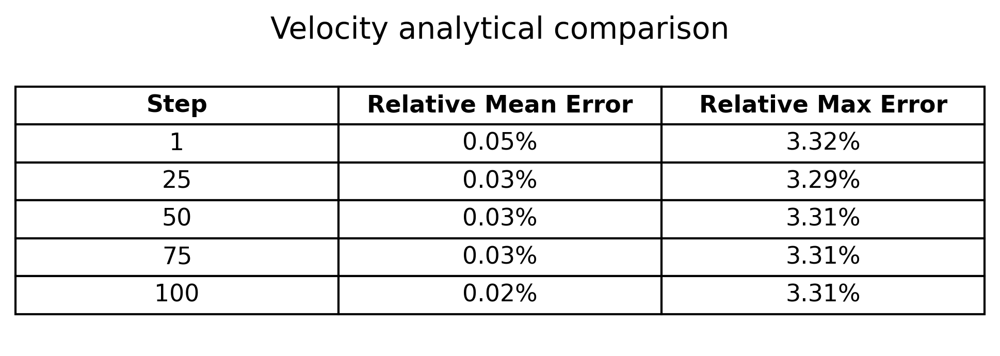 Velocity analytical comparison
Step Relative Mean Error Relative Max Error
1 0.05% 3.32%
25 0.03% 3.29%
50 0.03% 3.31%
75 0.03% 3.31%
100 0.02% 3.31%